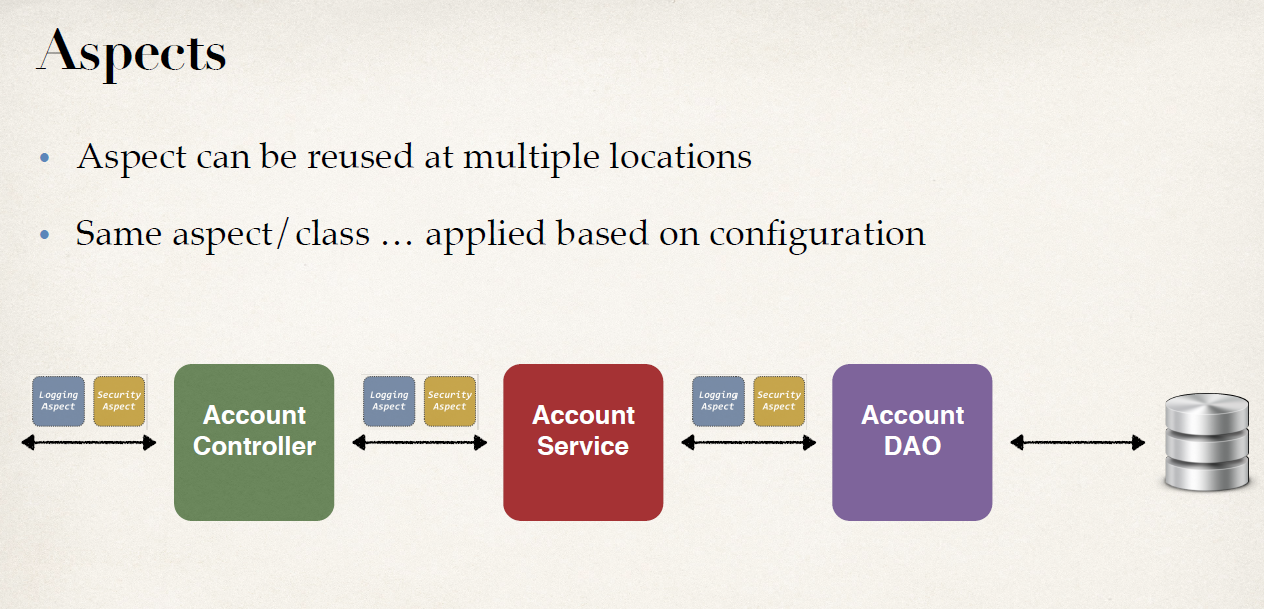 Aspects
• Aspect can be reused at multiple locations
• Same aspect/class … applied based on configuration
Logging
Aspect
Security
Aspect
Account
Controller
Logging
Aspect
Security
Aspect
Account
Service
Logging
Aspect
Security
Aspect
Account
DAO